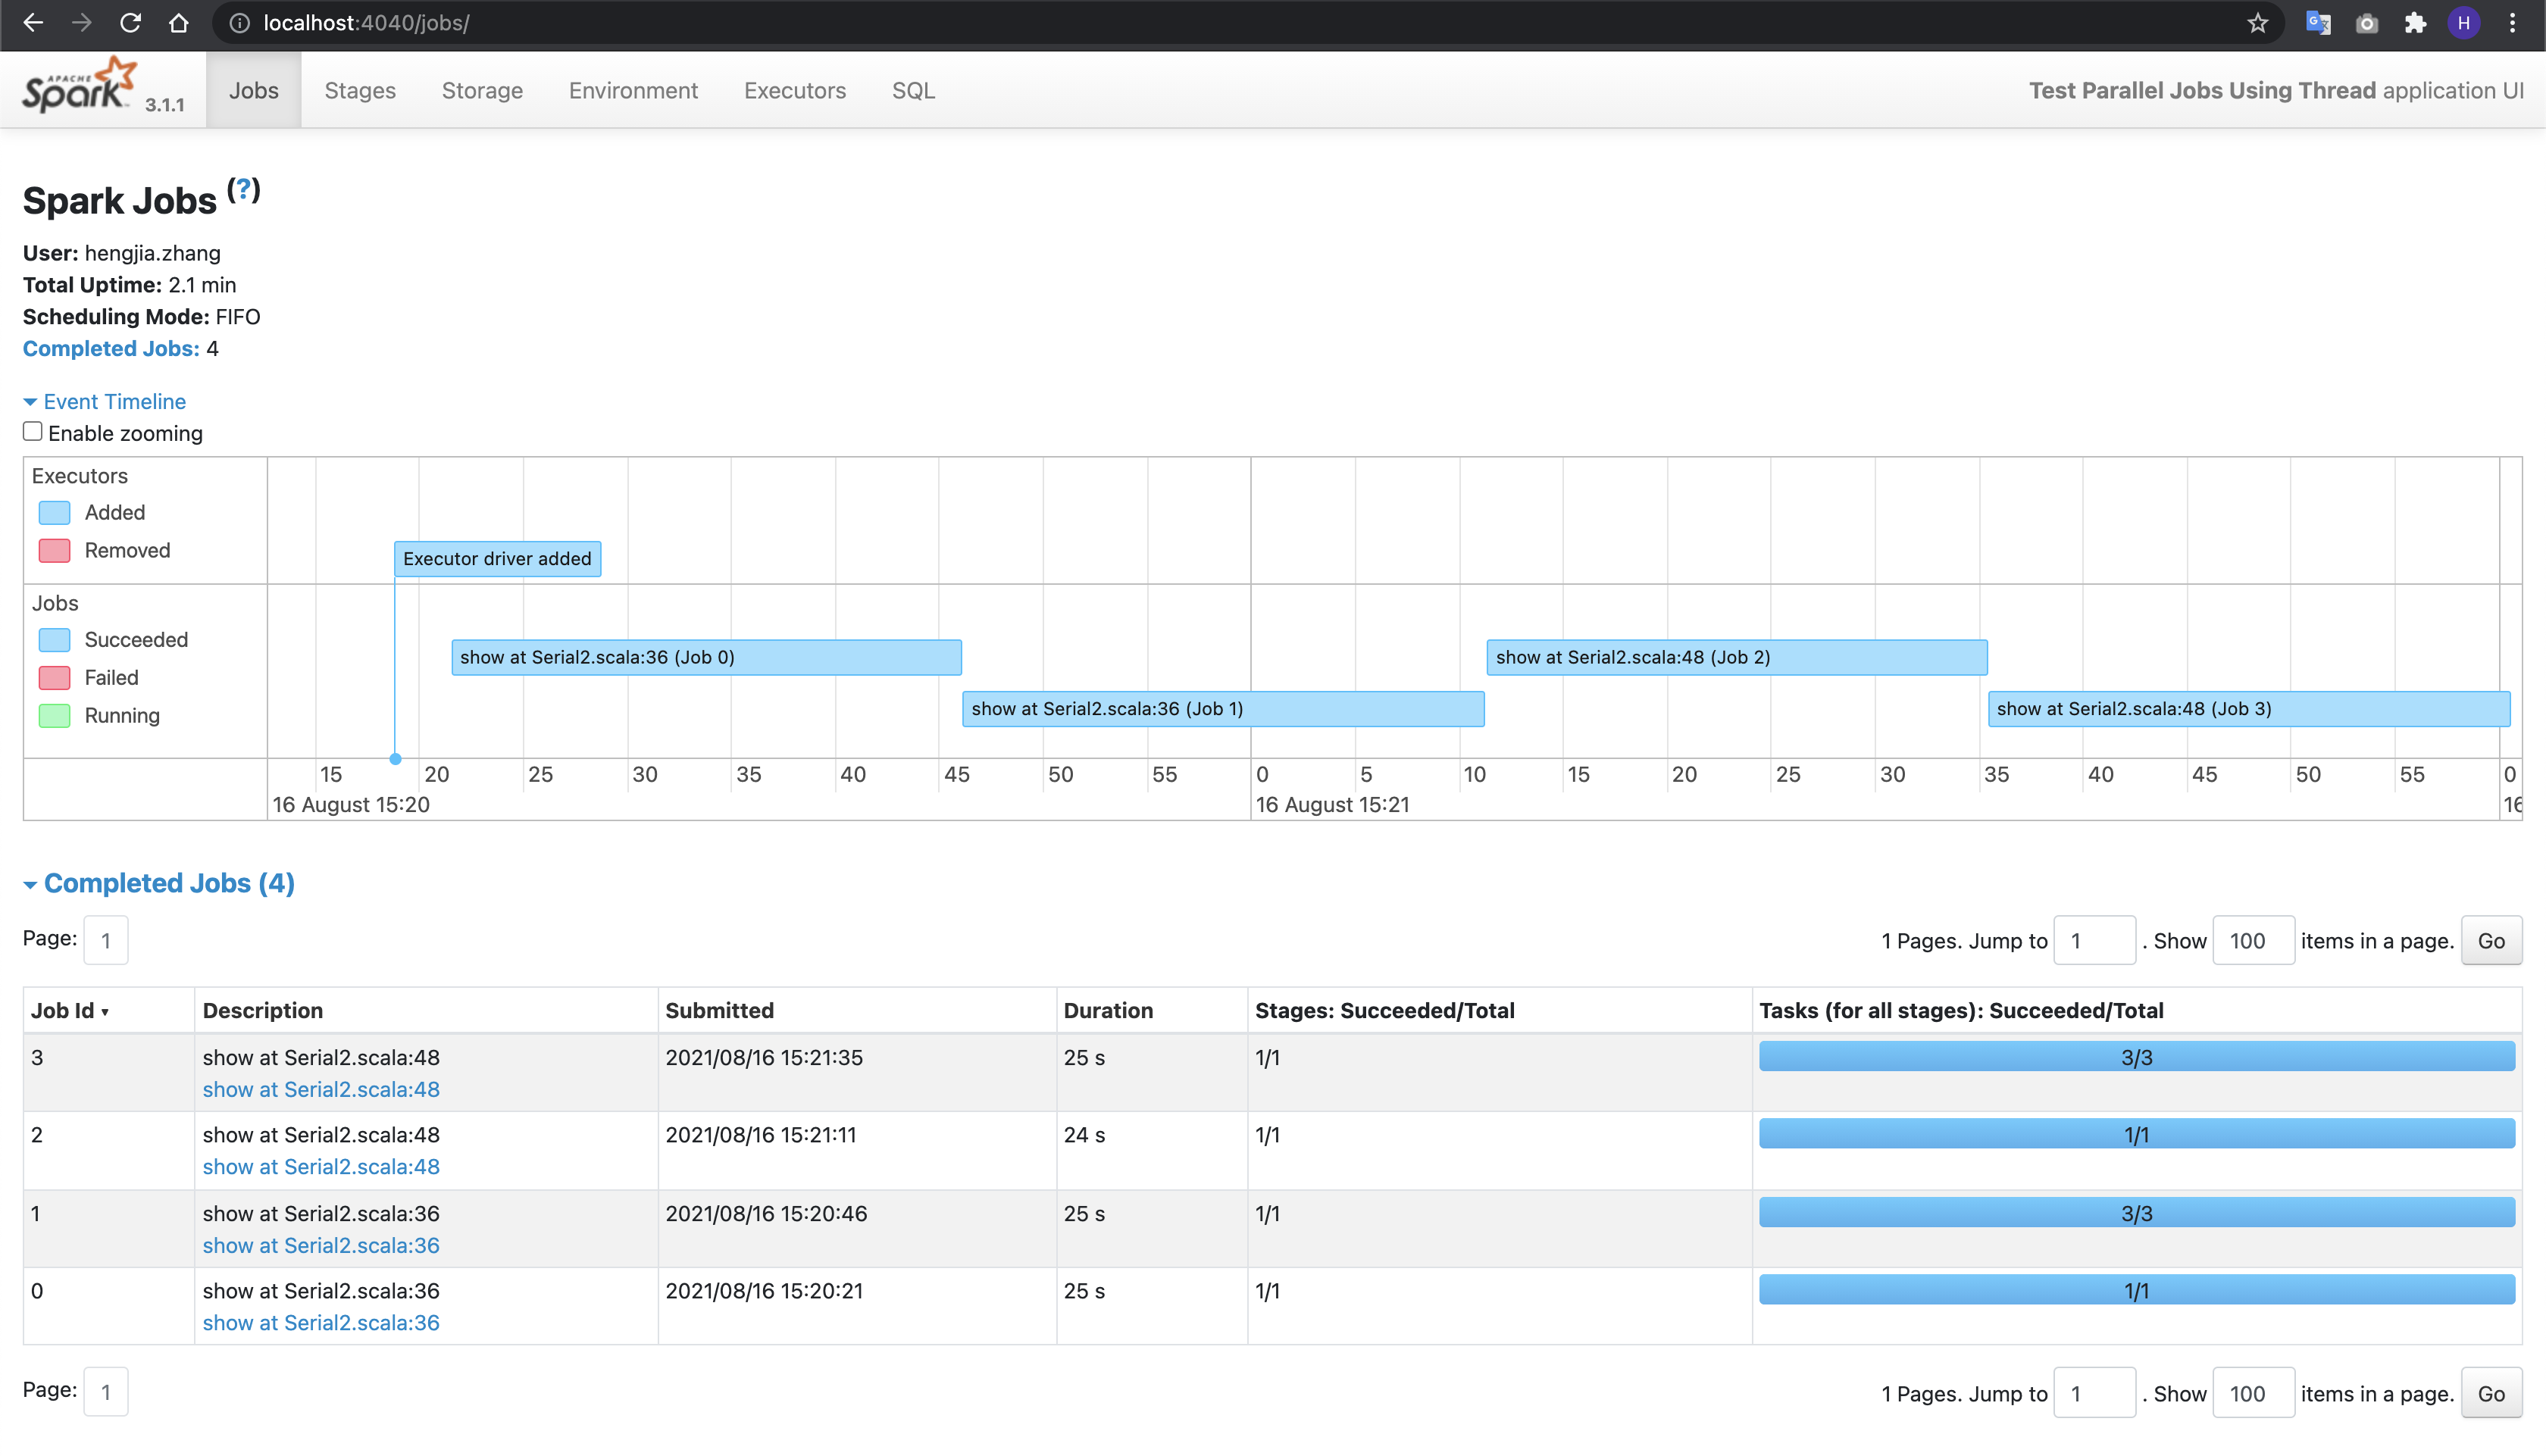 localhost:4040/jobs/
H
APACHE Spark 3.1.1 Jobs Stages Storage Environment Executors SQL Test Parallel Jobs Using Thread application UI
Spark Jobs (?)
User: hengjia.zhang
Total Uptime: 2.1 min
Scheduling Mode: FIFO
Completed Jobs: 4
Event Timeline
Enable zooming
Executors
Added
Removed
Executor driver added
Jobs
Succeeded
Failed
Running
show at Serial2.scala:36 (Job 0)
show at Serial2.scala:48 (Job 2)
show at Serial2.scala:36 (Job 1)
show at Serial2.scala:48 (Job 3)
15 20 25 30 35 40 45 50 55 0 5 10 15 20 25 30 35 40 45 50 55 0
16 August 15:20 16 August 15:21 16
Completed Jobs (4)
Page: 1 1 Pages. Jump to 1 . Show 100 items in a page. Go
Job Id ▾ Description Submitted Duration Stages: Succeeded/Total Tasks (for all stages): Succeeded/Total
3 show at Serial2.scala:48 2021/08/16 15:21:35 25 s 1/1 3/3
show at Serial2.scala:48
2 show at Serial2.scala:48 2021/08/16 15:21:11 24 s 1/1 1/1
show at Serial2.scala:48
1 show at Serial2.scala:36 2021/08/16 15:20:46 25 s 1/1 3/3
show at Serial2.scala:36
0 show at Serial2.scala:36 2021/08/16 15:20:21 25 s 1/1 1/1
show at Serial2.scala:36
Page: 1 1 Pages. Jump to 1 . Show 100 items in a page. Go